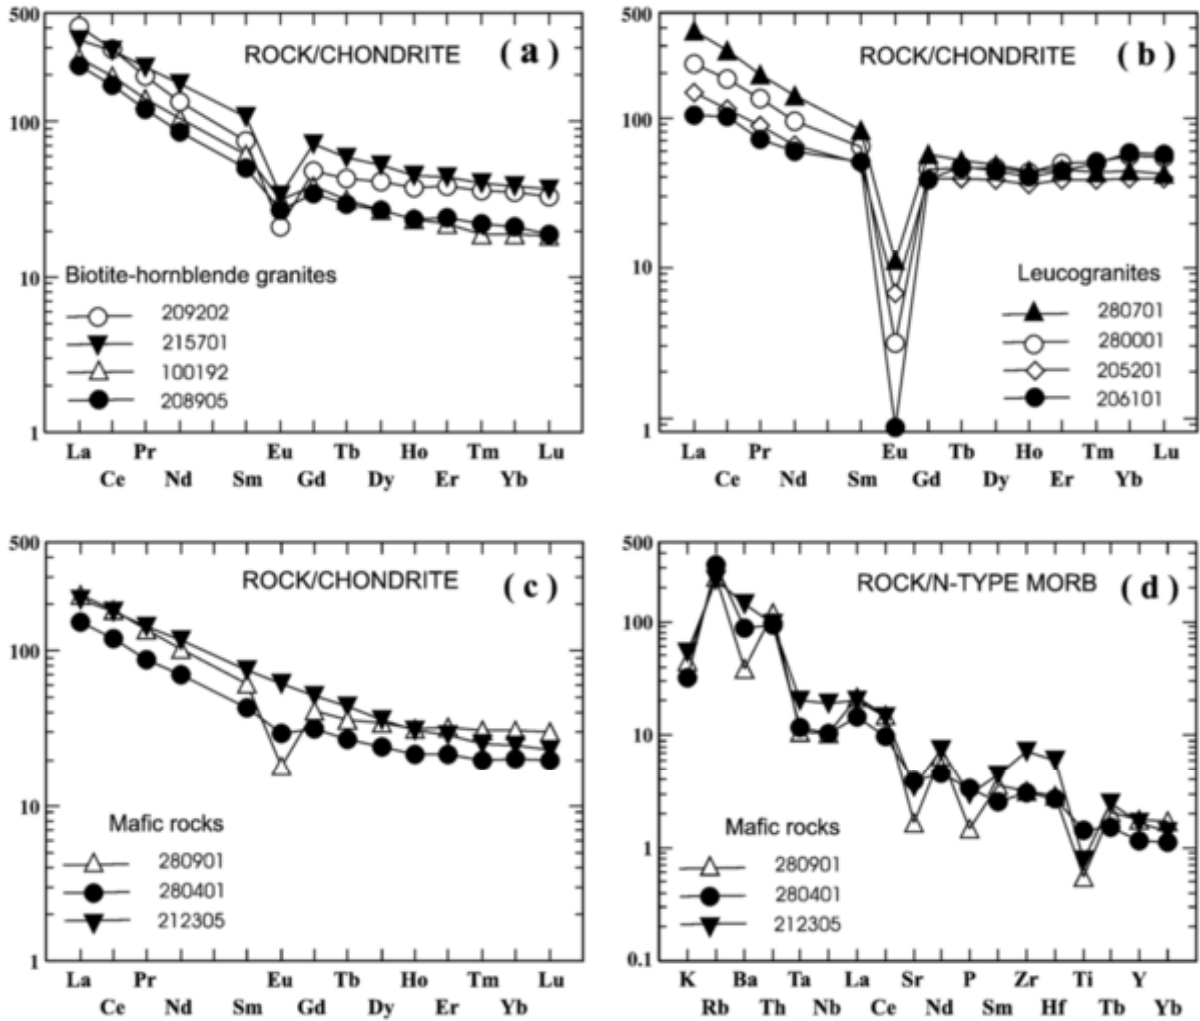 500
ROCK/CHONDRITE
( a )
100
10
Biotite-hornblende granites
209202
215701
100192
208905
1
La Pr Eu Tb Ho Tm Lu
Ce Nd Sm Gd Dy Er Yb
500
ROCK/CHONDRITE
( b )
100
10
Leucogranites
280701
280001
205201
206101
1
La Pr Eu Tb Ho Tm Lu
Ce Nd Sm Gd Dy Er Yb
500
ROCK/CHONDRITE
( c )
100
10
Mafic rocks
280901
280401
212305
1
La Pr Eu Tb Ho Tm Lu
Ce Nd Sm Gd Dy Er Yb
500
ROCK/N-TYPE MORB
( d )
100
10
1
Mafic rocks
280901
280401
212305
0.1
K Ba Ta La Sr P Zr Ti Y
Rb Th Nb Ce Nd Sm Hf Tb Yb